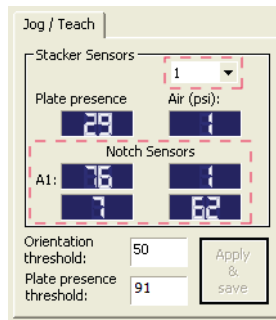 Jog / Teach
Stacker Sensors
1
Plate presence Air (psi):
29 1
Notch Sensors
A1: 76 1
7 62
Orientation threshold: 50
Plate presence threshold: 91
Apply & save